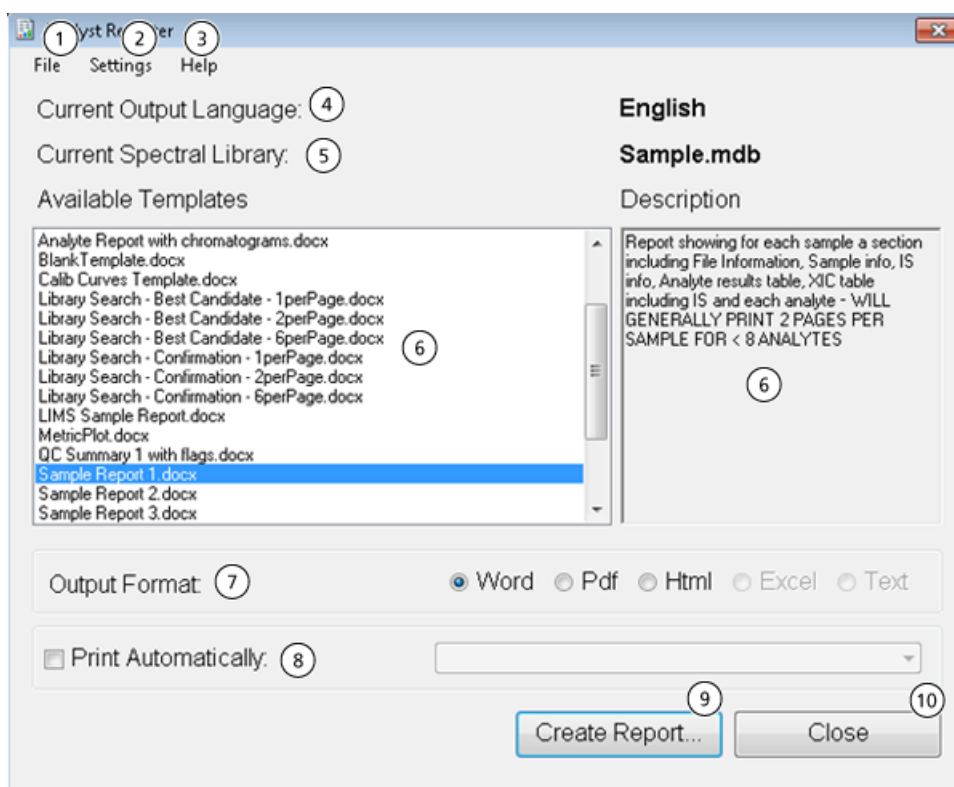 1 2 3
File Settings Help
Current Output Language: 4 English
Current Spectral Library: 5 Sample.mdb
Available Templates Description
Analyte Report with chromatograms.docx
BlankTemplate.docx
Calib Curves Template.docx
Library Search - Best Candidate - 1perPage.docx
Library Search - Best Candidate - 2perPage.docx
Library Search - Best Candidate - 6perPage.docx
Library Search - Confirmation - 1perPage.docx
Library Search - Confirmation - 2perPage.docx
Library Search - Confirmation - 6perPage.docx
LIMS Sample Report.docx
MetricPlot.docx
QC Summary 1 with flags.docx
Sample Report 1.docx
Sample Report 2.docx
Sample Report 3.docx
6
Report showing for each sample a section
including File Information, Sample info, IS
info, Analyte results table, XIC table
including IS and each analyte - WILL
GENERALLY PRINT 2 PAGES PER
SAMPLE FOR < 8 ANALYTES
6
Output Format: 7 Word Pdf Html Excel Text
Print Automatically: 8
9 10
Create Report... Close